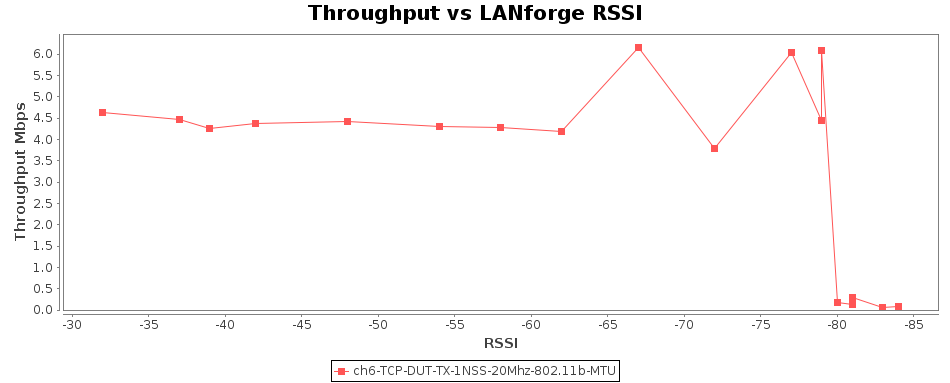 Throughput vs LANforge RSSI
Throughput Mbps
6.0
5.5
5.0
4.5
4.0
3.5
3.0
2.5
2.0
1.5
1.0
0.5
0.0
-30 -35 -40 -45 -50 -55 -60 -65 -70 -75 -80 -85
RSSI
ch6-TCP-DUT-TX-1NSS-20Mhz-802.11b-MTU